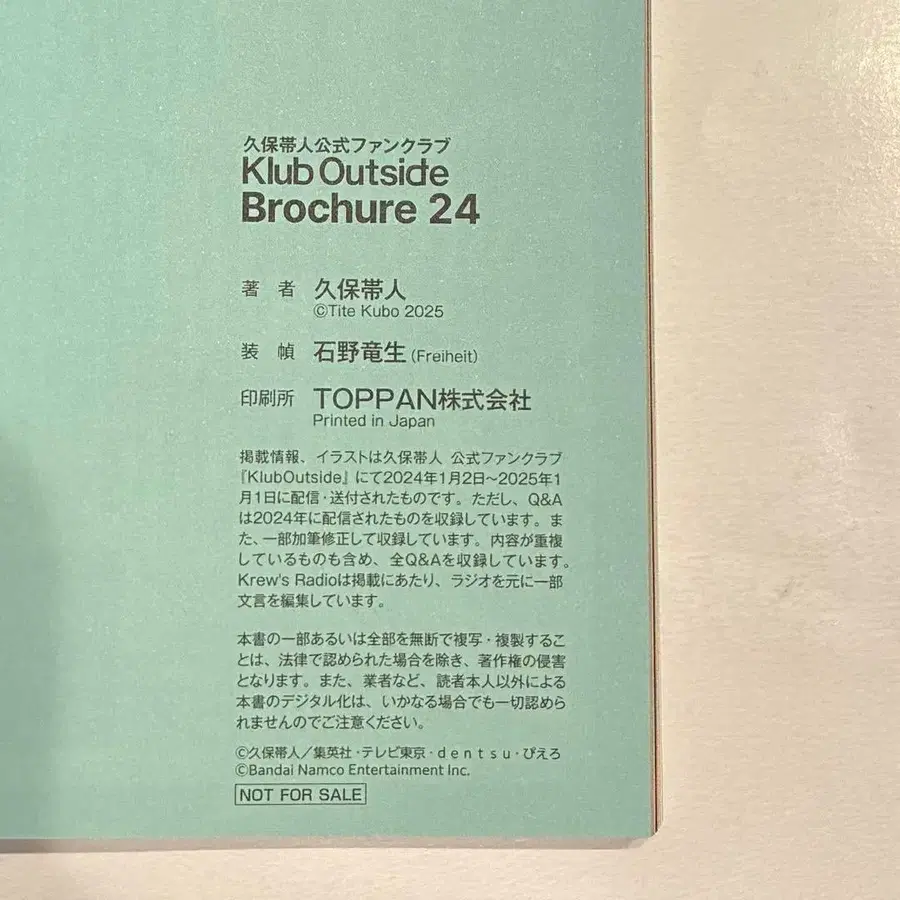 久保帯人公式ファンクラブ
Klub Outside
Brochure 24
著 者 久保帯人
©Tite Kubo 2025
装 幀 石野竜生(Freiheit)
印刷所 TOPPAN株式会社
Printed in Japan
掲載情報、イラストは久保帯人 公式ファンクラブ
『KlubOutside』にて2024年1月2日〜2025年1
月1日に配信・送付されたものです。ただし、Q&A
は2024年に配信されたものを収録しています。ま
た、一部加筆修正して収録しています。内容が重複
しているものも含め、全Q&Aを収録しています。
Krew's Radioは掲載にあたり、ラジオを元に一部
文言を編集しています。
本書の一部あるいは全部を無断で複写・複製するこ
とは、法律で認められた場合を除き、著作権の侵害
となります。また、業者など、読者本人以外による
本書のデジタル化は、いかなる場合でも一切認めら
れませんのでご注意ください。
©久保帯人／集英社・テレビ東京・dentsu・ぴえろ
©Bandai Namco Entertainment Inc.
NOT FOR SALE